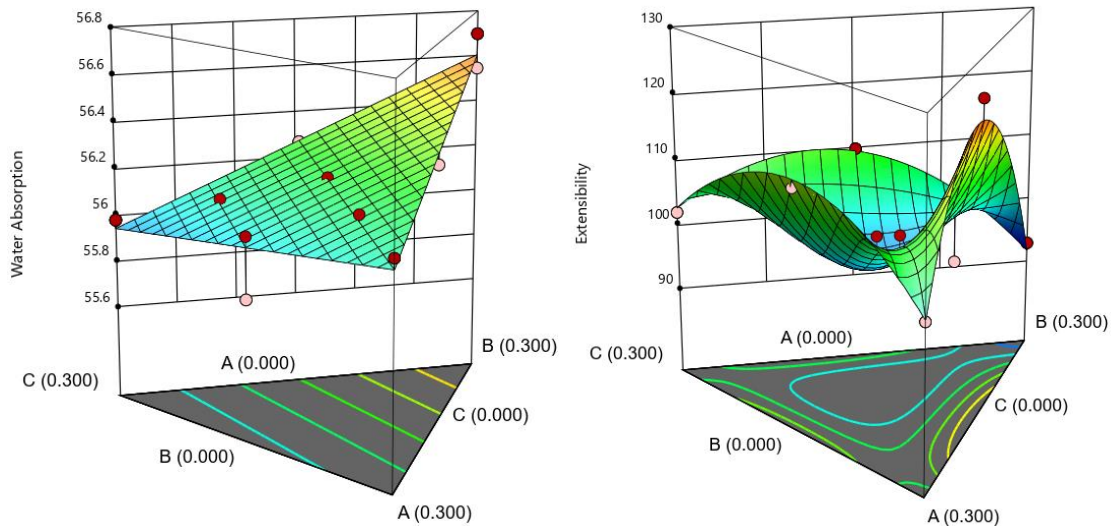 56.8
56.6
56.4
56.2
56
55.8
55.6
Water Absorption
A (0.000)
B (0.300)
C (0.300)
C (0.000)
B (0.000)
A (0.300)
130
120
110
100
90
Extensibility
A (0.000)
B (0.300)
C (0.300)
C (0.000)
B (0.000)
A (0.300)